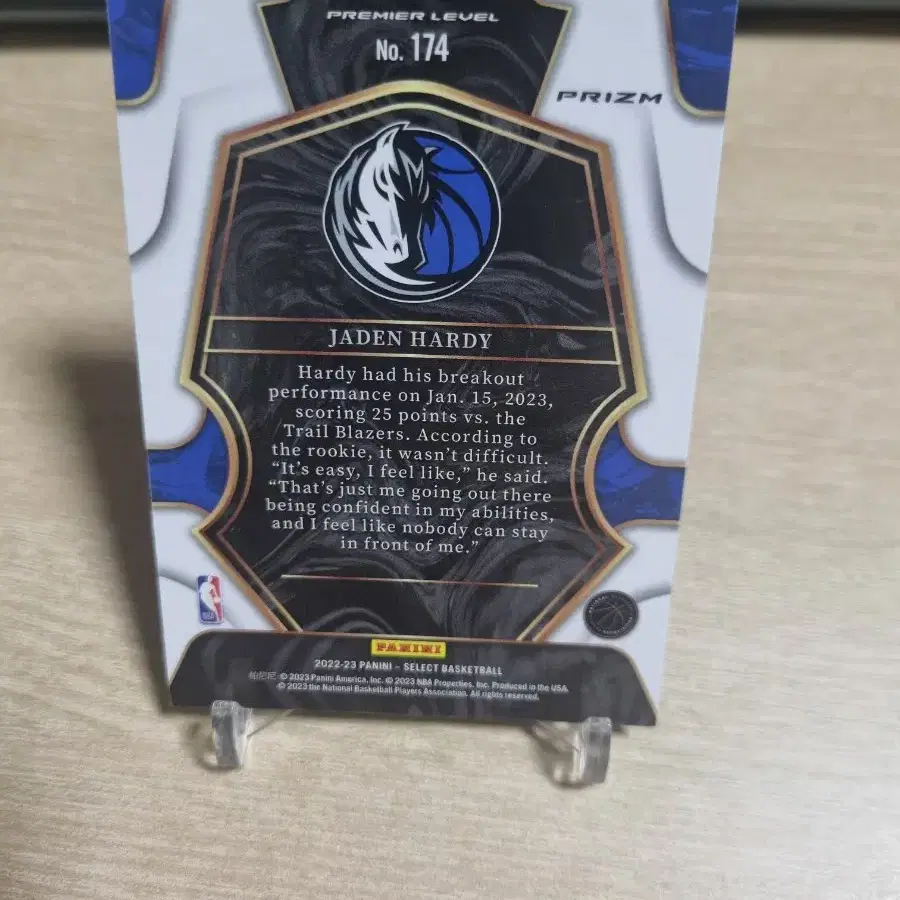 PREMIER LEVEL
No. 174
PRIZM
JADEN HARDY
Hardy had his breakout
performance on Jan. 15, 2023,
scoring 25 points vs. the
Trail Blazers. According to
the rookie, it wasn't difficult.
“It's easy, I feel like,” he said.
“That's just me going out there
being confident in my abilities,
and I feel like nobody can stay
in front of me.”
NBA
PANINI
2022-23 PANINI - SELECT BASKETBALL
帕尼尼 © 2023 Panini America, Inc. © 2023 NBA Properties, Inc. Produced in the USA.
© 2023 the National Basketball Players Association. All rights reserved.